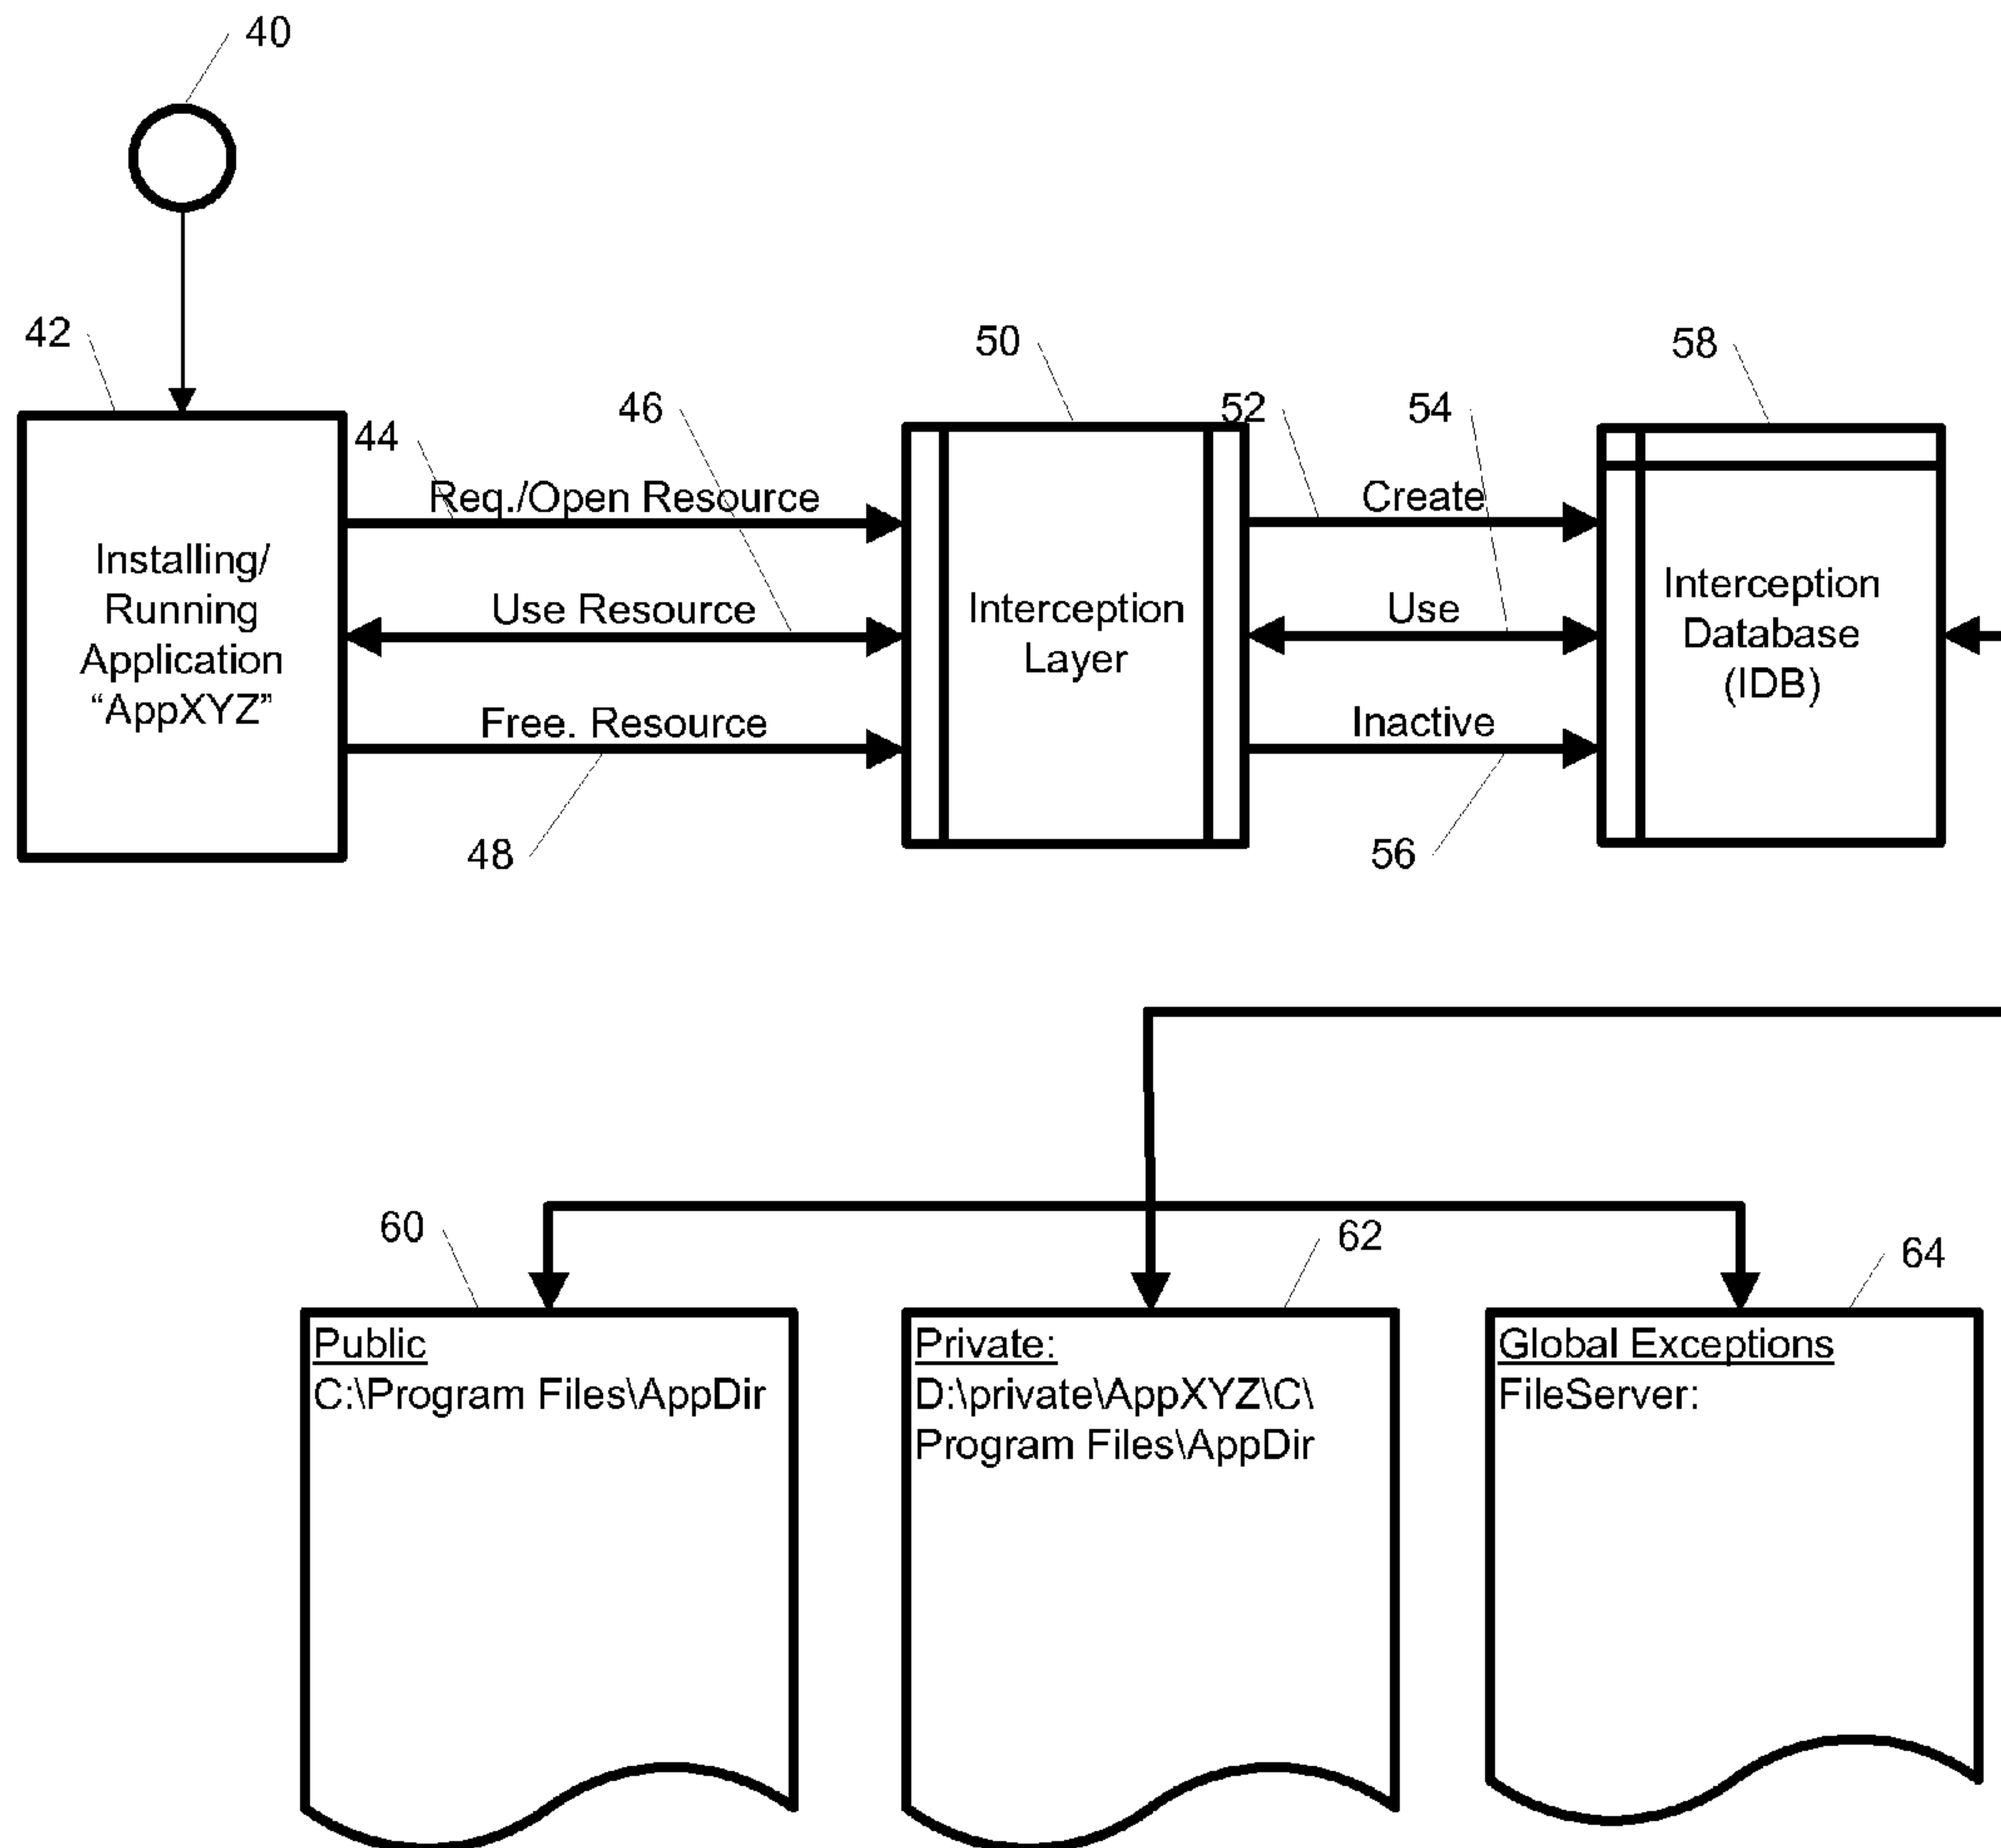 40
42
50
58
44
46
52
54
Req./Open Resource
Create
Installing/
Running
Application
“AppXYZ”
Use Resource
Interception
Layer
Use
Interception
Database
(IDB)
Free. Resource
Inactive
48
56
60
62
64
Public
C:\Program Files\AppDir
Private:
D:\private\AppXYZ\C\
Program Files\AppDir
Global Exceptions
FileServer: